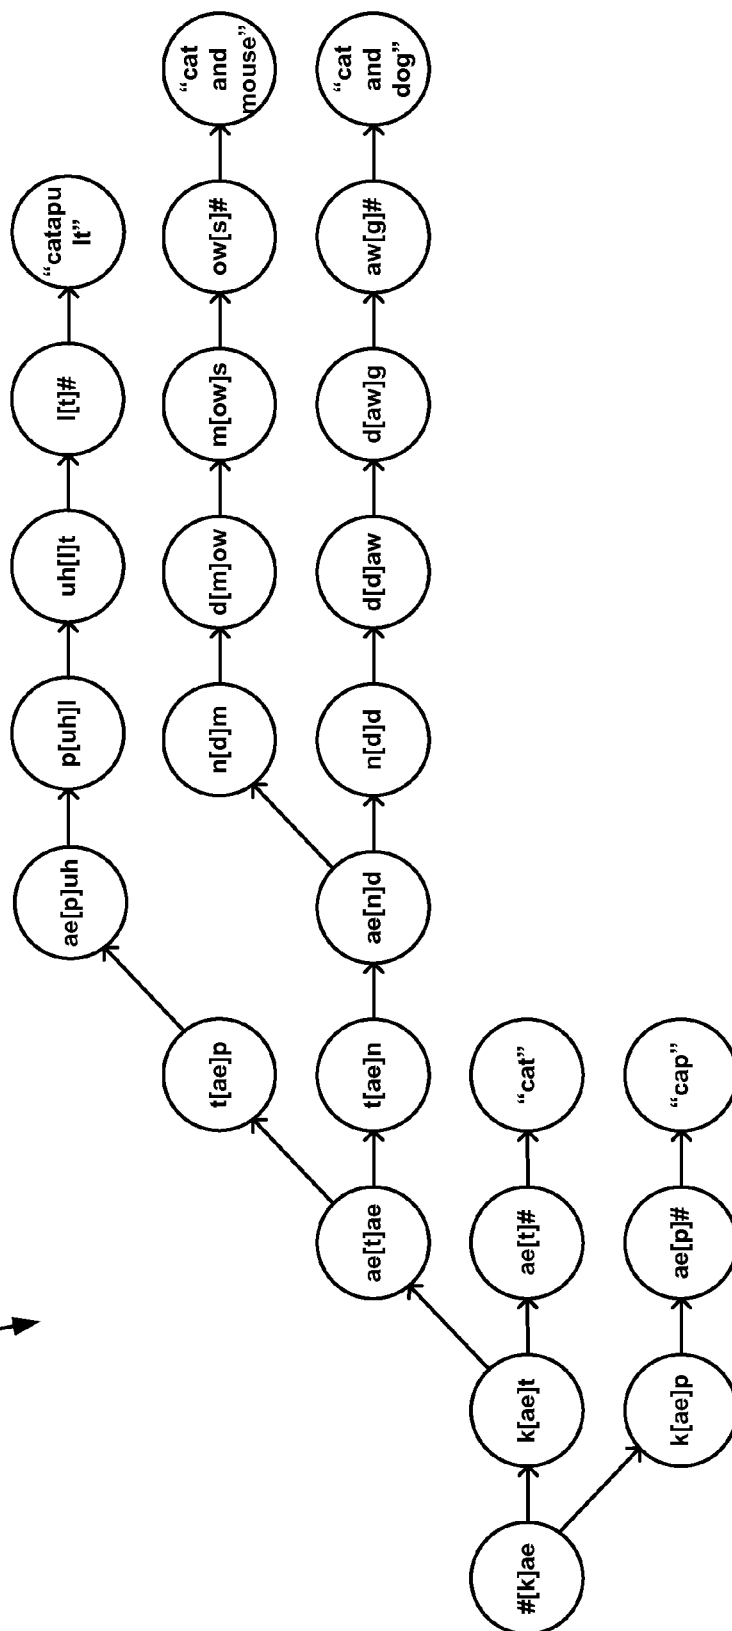 ae[p]uh
p[uh]l
uh[l]t
l[t]#
“catapu
lt”
t[ae]p
n[d]m
d[m]ow
m[ow]s
ow[s]#
“cat
and
mouse”
ae[t]ae
t[ae]n
ae[n]d
n[d]d
d[d]aw
d[aw]g
aw[g]#
“cat
and
dog”
#[k]ae
k[ae]t
ae[t]#
“cat”
k[ae]p
ae[p]#
“cap”